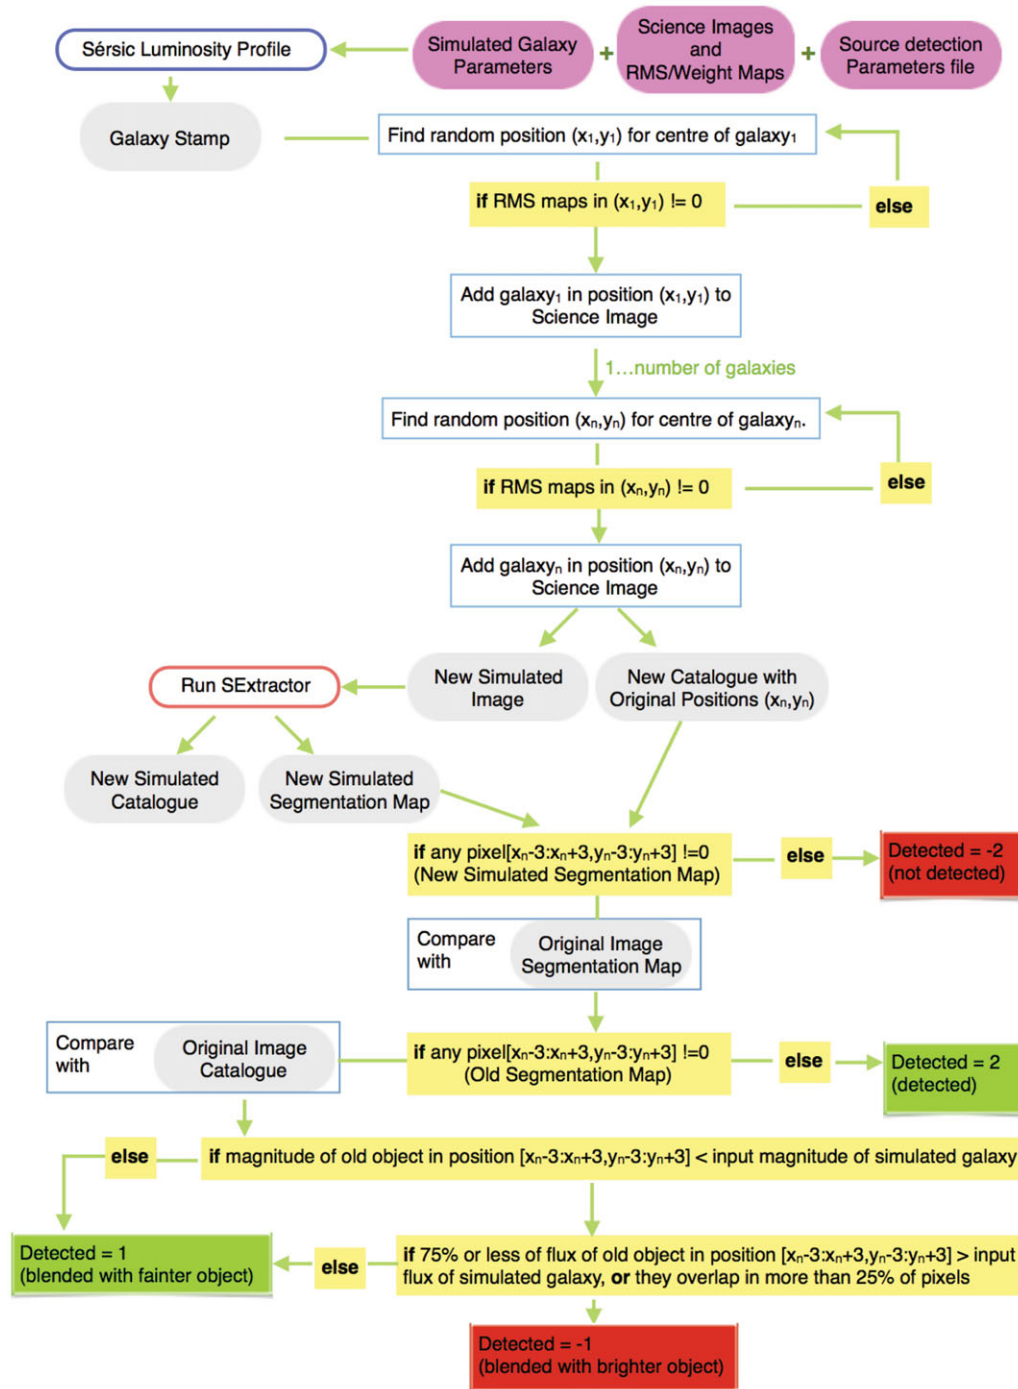 Sérsic Luminosity Profile
Simulated Galaxy
Parameters
+
Science Images
and
RMS/Weight Maps
+
Source detection
Parameters file
Galaxy Stamp
Find random position (x₁,y₁) for centre of galaxy₁
if RMS maps in (x₁,y₁) != 0
else
Add galaxy₁ in position (x₁,y₁) to
Science Image
1...number of galaxies
Find random position (xₙ,yₙ) for centre of galaxyₙ.
if RMS maps in (xₙ,yₙ) != 0
else
Add galaxyₙ in position (xₙ,yₙ) to
Science Image
Run SExtractor
New Simulated
Image
New Catalogue with
Original Positions (xₙ,yₙ)
New Simulated
Catalogue
New Simulated
Segmentation Map
if any pixel[xₙ-3:xₙ+3,yₙ-3:yₙ+3] !=0
(New Simulated Segmentation Map)
else
Detected = -2
(not detected)
Compare
with
Original Image
Segmentation Map
Compare
with
Original Image
Catalogue
if any pixel[xₙ-3:xₙ+3,yₙ-3:yₙ+3] !=0
(Old Segmentation Map)
else
Detected = 2
(detected)
else
if magnitude of old object in position [xₙ-3:xₙ+3,yₙ-3:yₙ+3] < input magnitude of simulated galaxy
Detected = 1
(blended with fainter object)
else
if 75% or less of flux of old object in position [xₙ-3:xₙ+3,yₙ-3:yₙ+3] > input
flux of simulated galaxy, or they overlap in more than 25% of pixels
Detected = -1
(blended with brighter object)